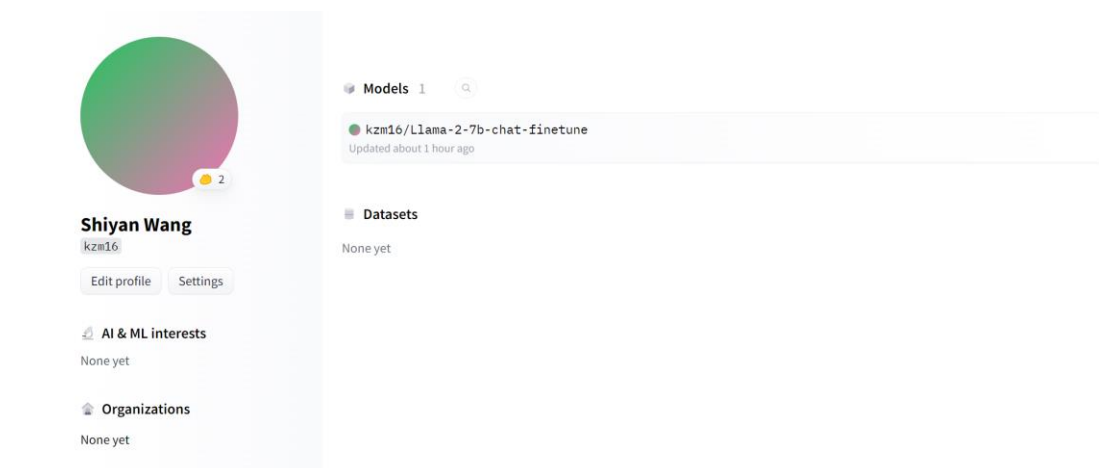 2
Shiyan Wang
kzm16
Edit profile Settings
AI & ML interests
None yet
Organizations
None yet
Models 1
kzm16/Llama-2-7b-chat-finetune
Updated about 1 hour ago
Datasets
None yet